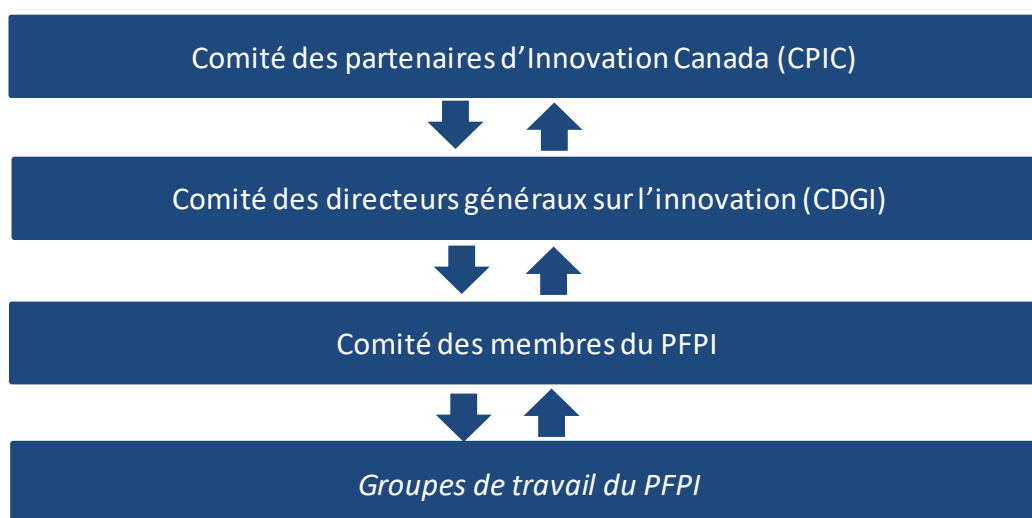 Comité des partenaires d’Innovation Canada (CPIC)
Comité des directeurs généraux sur l’innovation (CDGI)
Comité des membres du PFPI
Groupes de travail du PFPI